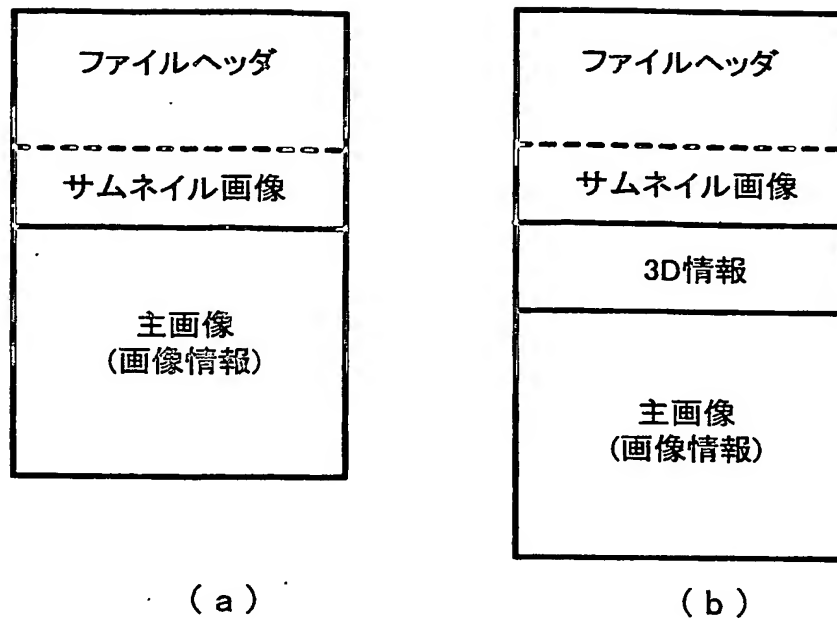 ファイルヘッダ
サムネイル画像
主画像
(画像情報)
(a)
ファイルヘッダ
サムネイル画像
3D情報
主画像
(画像情報)
(b)